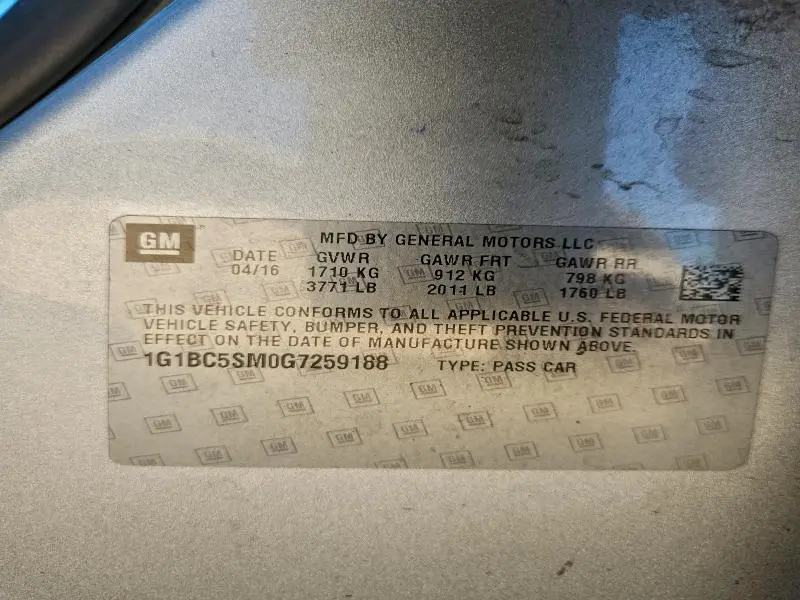 GM
MFD BY GENERAL MOTORS LLC
DATE GVWR GAWR FRT GAWR RR
04/16 1710 KG 912 KG 798 KG
3771 LB 2011 LB 1760 LB
THIS VEHICLE CONFORMS TO ALL APPLICABLE U.S. FEDERAL MOTOR
VEHICLE SAFETY, BUMPER, AND THEFT PREVENTION STANDARDS IN
EFFECT ON THE DATE OF MANUFACTURE SHOWN ABOVE.
1G1BC5SM0G7259188 TYPE: PASS CAR